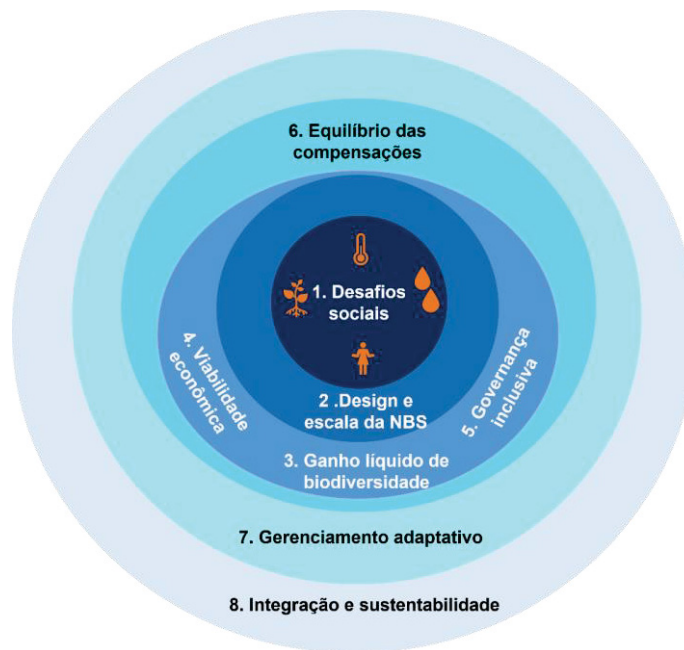 6. Equilíbrio das
compensações
1. Desafios
sociais
4. Viabilidade
econômica
5. Governança
inclusiva
2 .Design e
escala da NBS
3. Ganho líquido de
biodiversidade
7. Gerenciamento adaptativo
8. Integração e sustentabilidade